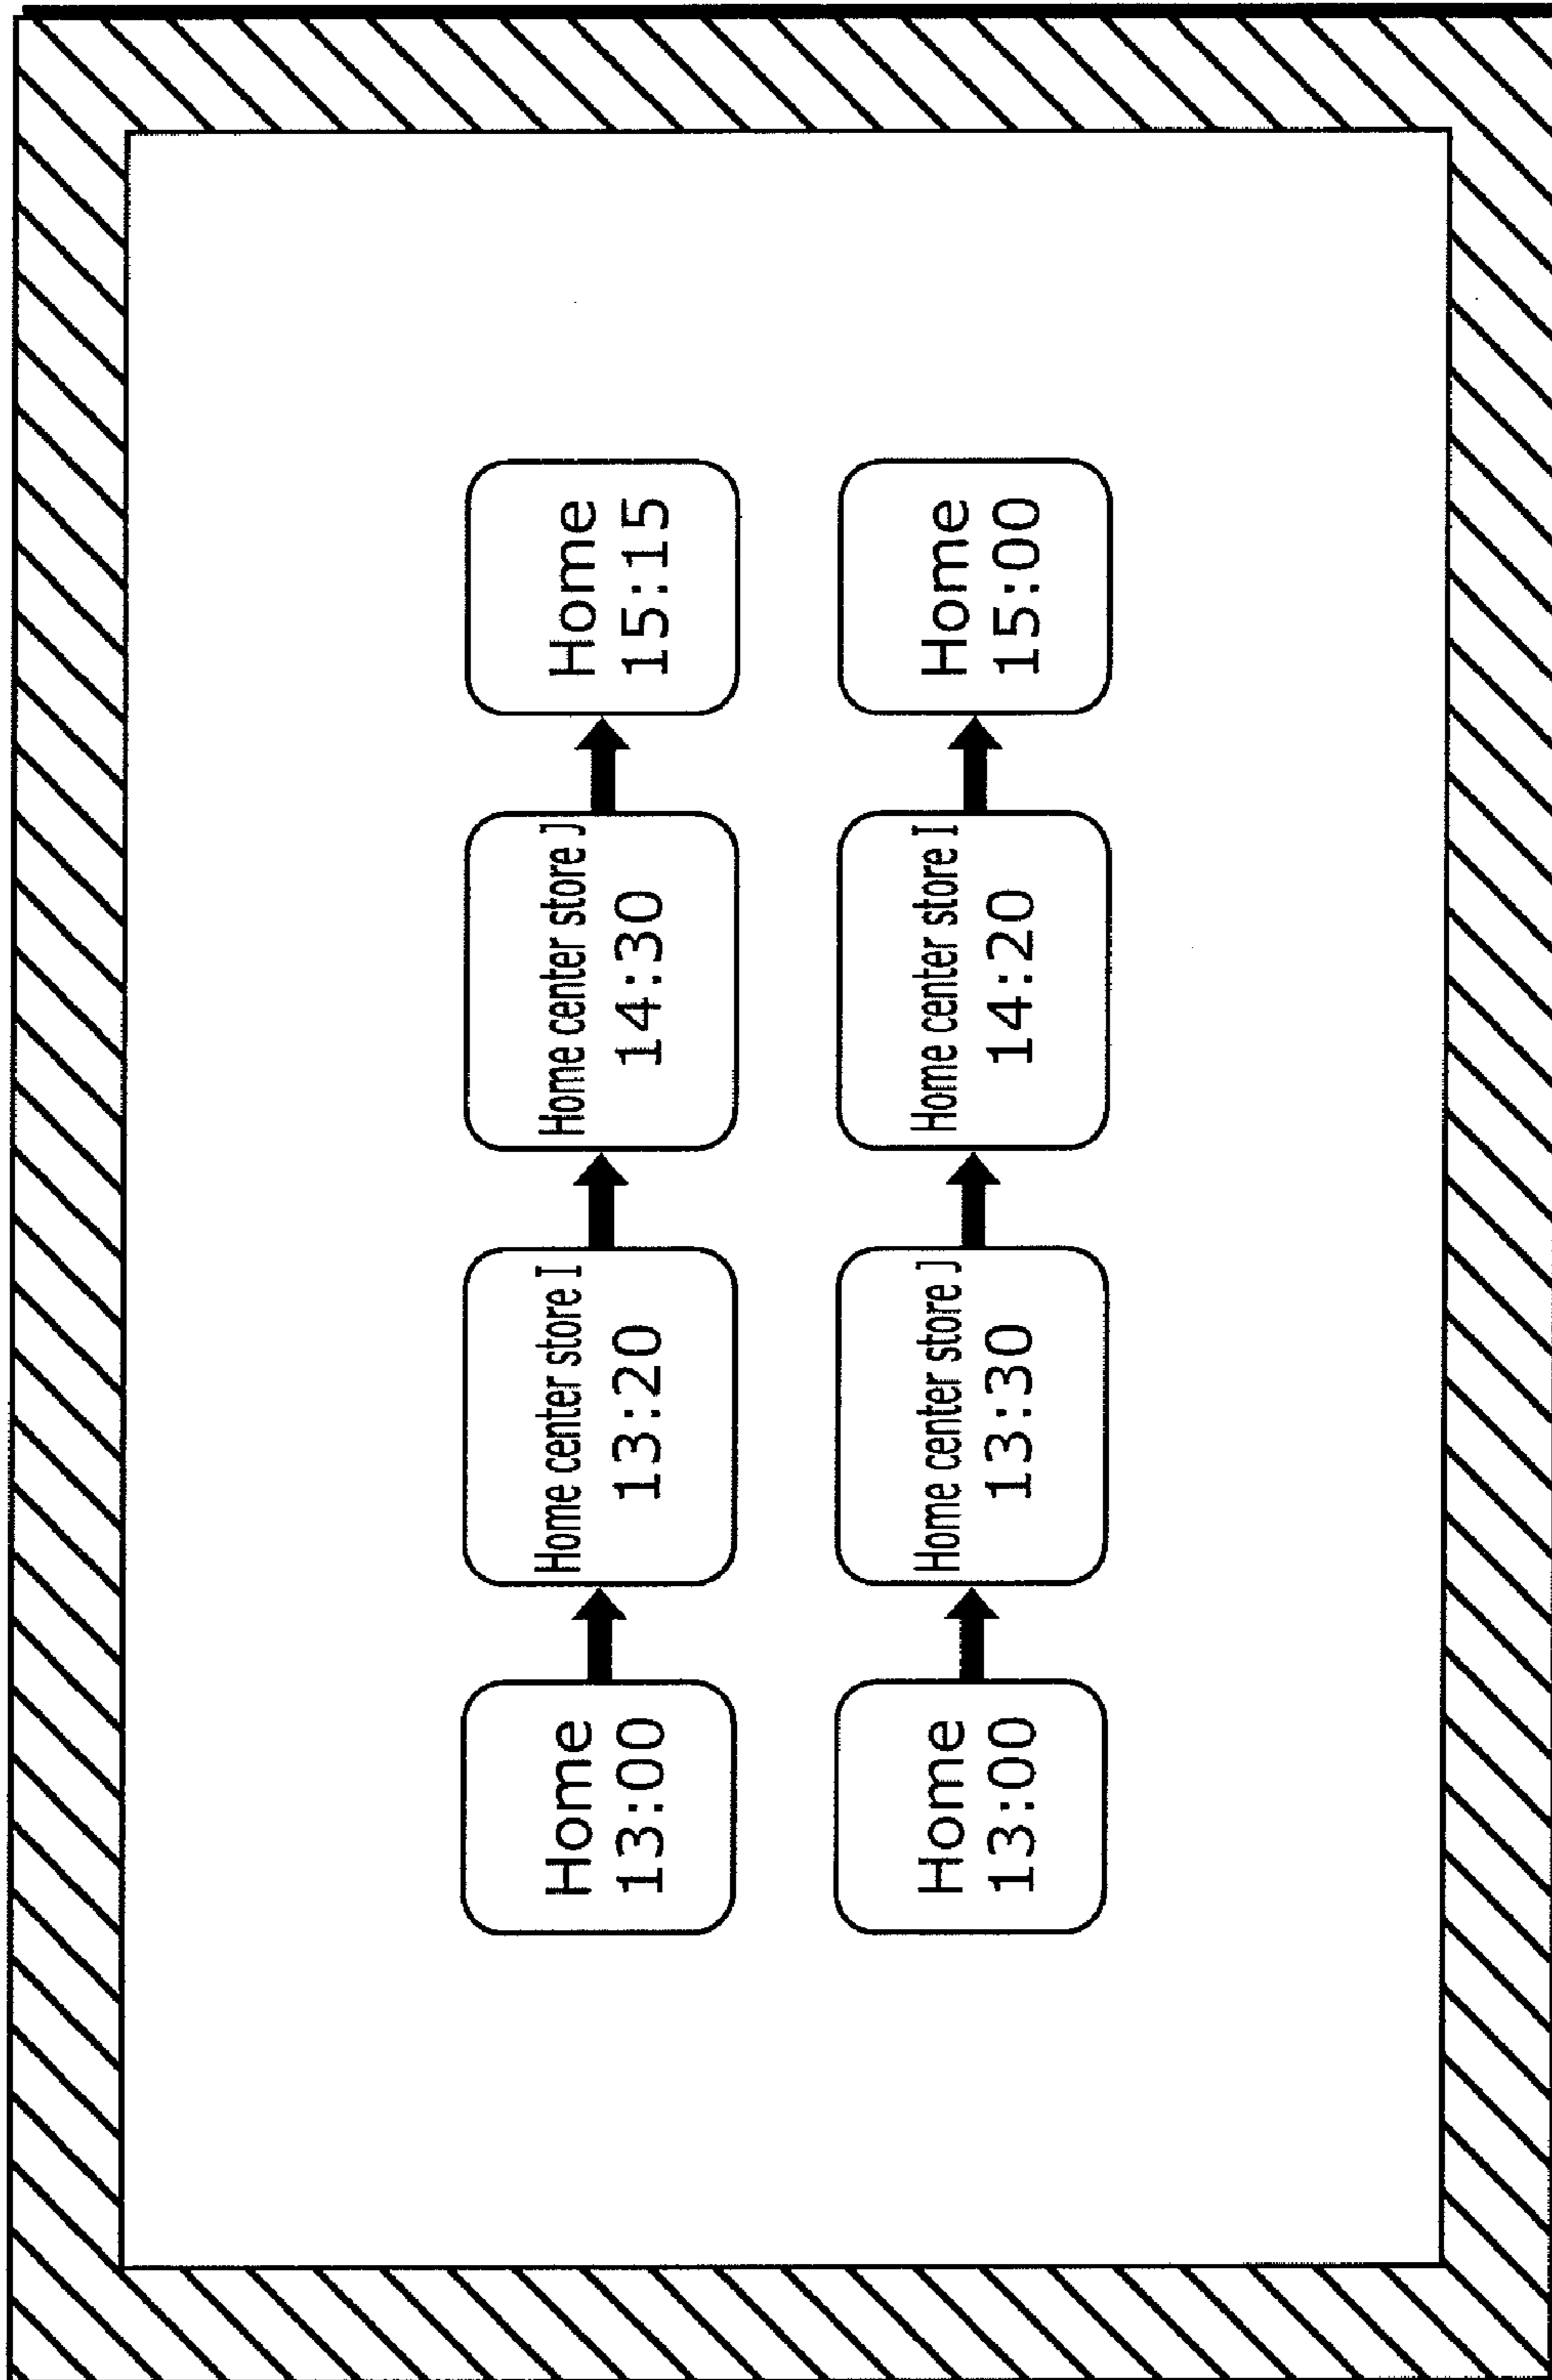 Home
13:00
Home center store I
13:20
Home center store J
14:30
Home
15:15
Home
13:00
Home center store J
13:30
Home center store I
14:20
Home
15:00